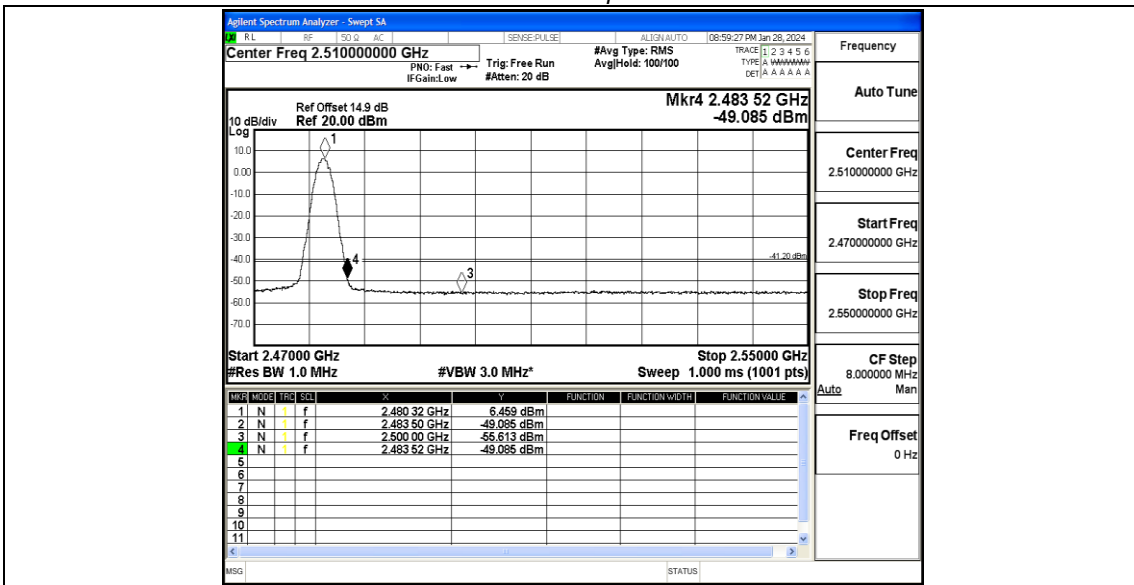 Agilent Spectrum Analyzer - Swept SA
RL RF 50 Ω AC SENSE:PULSE ALIGNAUTO 08:59:27 PM Jan 28, 2024
Center Freq 2.510000000 GHz
PNO: Fast
IFGain:Low
Trig: Free Run
#Atten: 20 dB
#Avg Type: RMS
Avg|Hold: 100/100
TRACE 1 2 3 4 5 6
TYPE A
DET A A A A A A
Mkr4 2.483 52 GHz
-49.085 dBm
Ref Offset 14.9 dB
10 dB/div Ref 20.00 dBm
Log
10.0
0.00
-10.0
-20.0
-30.0
-40.0
-50.0
-60.0
-70.0
1
4
3
-41.20 dBm
Start 2.47000 GHz Stop 2.55000 GHz
#Res BW 1.0 MHz #VBW 3.0 MHz* Sweep 1.000 ms (1001 pts)
MKR MODE TRC SCL X Y FUNCTION FUNCTION WIDTH FUNCTION VALUE
1 N 1 f 2.480 32 GHz 6.459 dBm
2 N 1 f 2.483 50 GHz -49.085 dBm
3 N 1 f 2.500 00 GHz -55.613 dBm
4 N 1 f 2.483 52 GHz -49.085 dBm
5
6
7
8
9
10
11
MSG STATUS
Frequency
Auto Tune
Center Freq
2.510000000 GHz
Start Freq
2.470000000 GHz
Stop Freq
2.550000000 GHz
CF Step
8.000000 MHz
Auto Man
Freq Offset
0 Hz